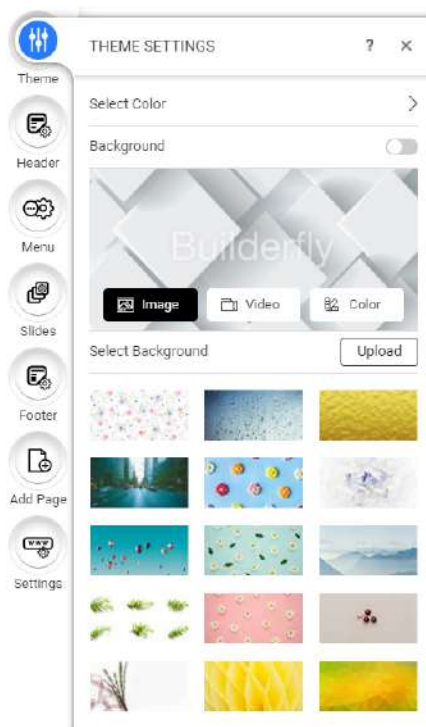 THEME SETTINGS ? ×
Theme
Select Color >
Header
Background
Menu
Builderfly
Image Video Color
Slides
Select Background Upload
Footer
Add Page
WWW
Settings